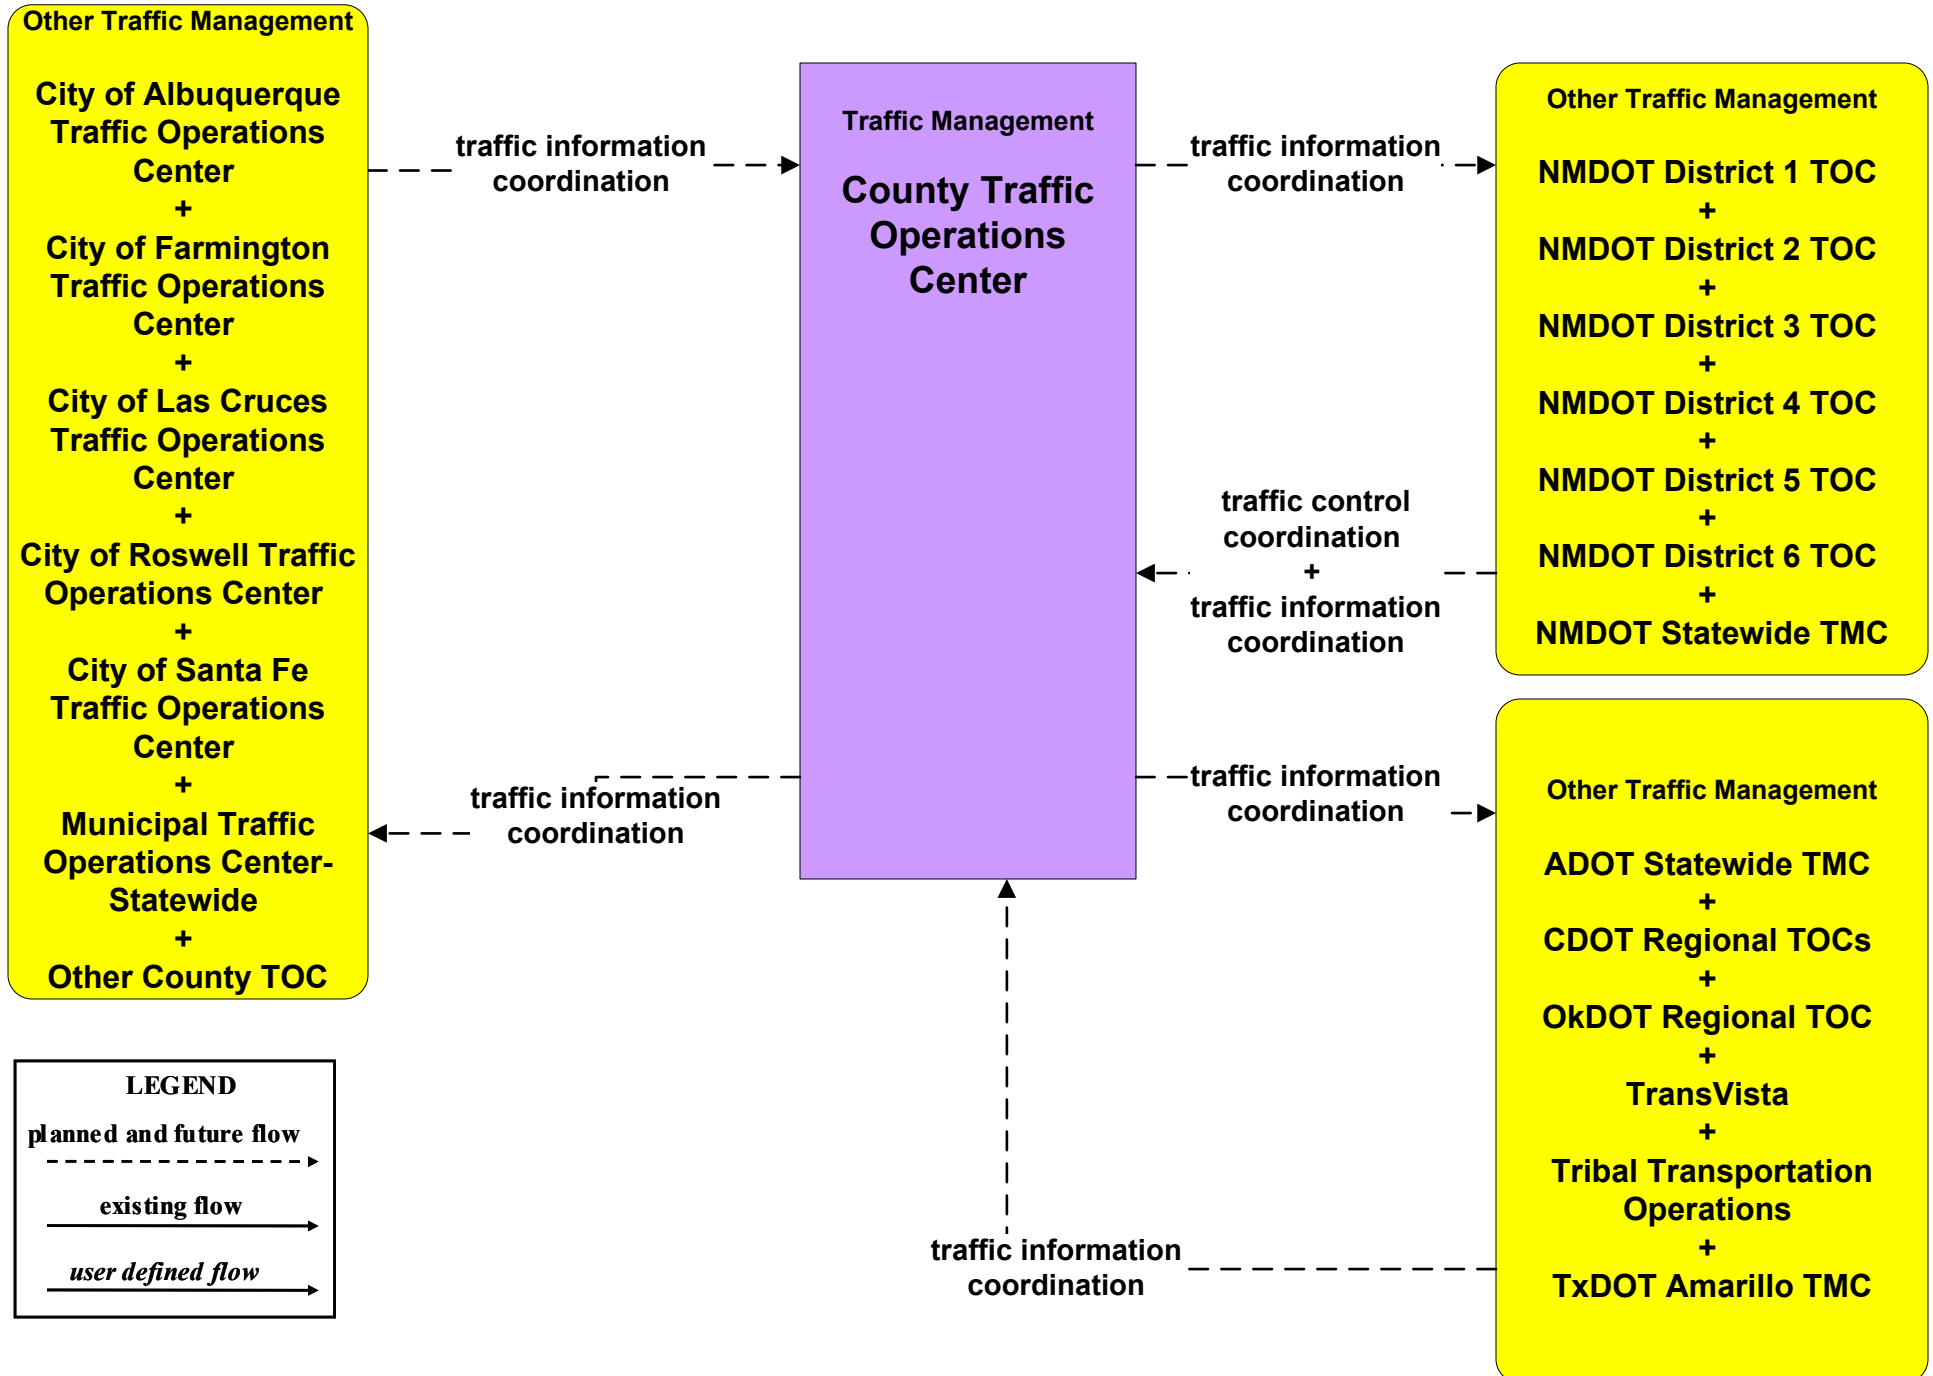 Other Traffic Management
City of Albuquerque
Traffic Operations
Center
+
City of Farmington
Traffic Operations
Center
+
City of Las Cruces
Traffic Operations
Center
+
City of Roswell Traffic
Operations Center
+
City of Santa Fe
Traffic Operations
Center
+
Municipal Traffic
Operations Center-
Statewide
+
Other County TOC
traffic information
coordination
traffic information
coordination
Traffic Management
County Traffic
Operations
Center
traffic information
coordination
traffic control
coordination
+
traffic information
coordination
traffic information
coordination
traffic information
coordination
Other Traffic Management
NMDOT District 1 TOC
+
NMDOT District 2 TOC
+
NMDOT District 3 TOC
+
NMDOT District 4 TOC
+
NMDOT District 5 TOC
+
NMDOT District 6 TOC
+
NMDOT Statewide TMC
Other Traffic Management
ADOT Statewide TMC
+
CDOT Regional TOCs
+
OkDOT Regional TOC
+
TransVista
+
Tribal Transportation
Operations
+
TxDOT Amarillo TMC
LEGEND
planned and future flow
existing flow
user defined flow